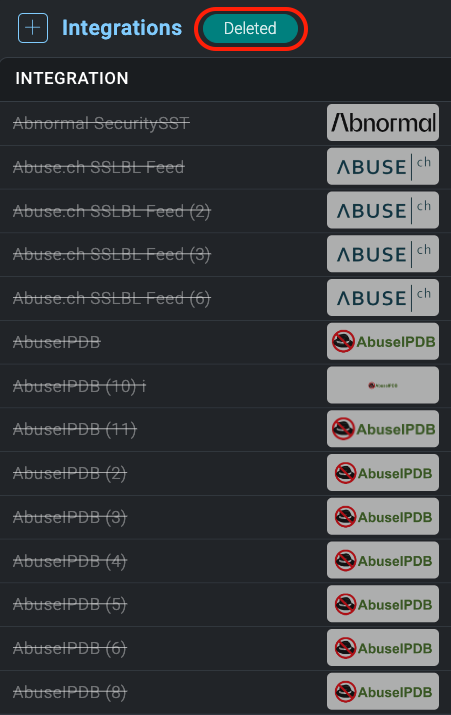 Integrations Deleted
INTEGRATION
Abnormal SecuritySST Abnormal
Abuse.ch SSLBL Feed ABUSE ch
Abuse.ch SSLBL Feed (2) ABUSE ch
Abuse.ch SSLBL Feed (3) ABUSE ch
Abuse.ch SSLBL Feed (6) ABUSE ch
AbuseIPDB AbuseIPDB
AbuseIPDB (10) i AbuseIPDB
AbuseIPDB (11) AbuseIPDB
AbuseIPDB (2) AbuseIPDB
AbuseIPDB (3) AbuseIPDB
AbuseIPDB (4) AbuseIPDB
AbuseIPDB (5) AbuseIPDB
AbuseIPDB (6) AbuseIPDB
AbuseIPDB (8) AbuseIPDB